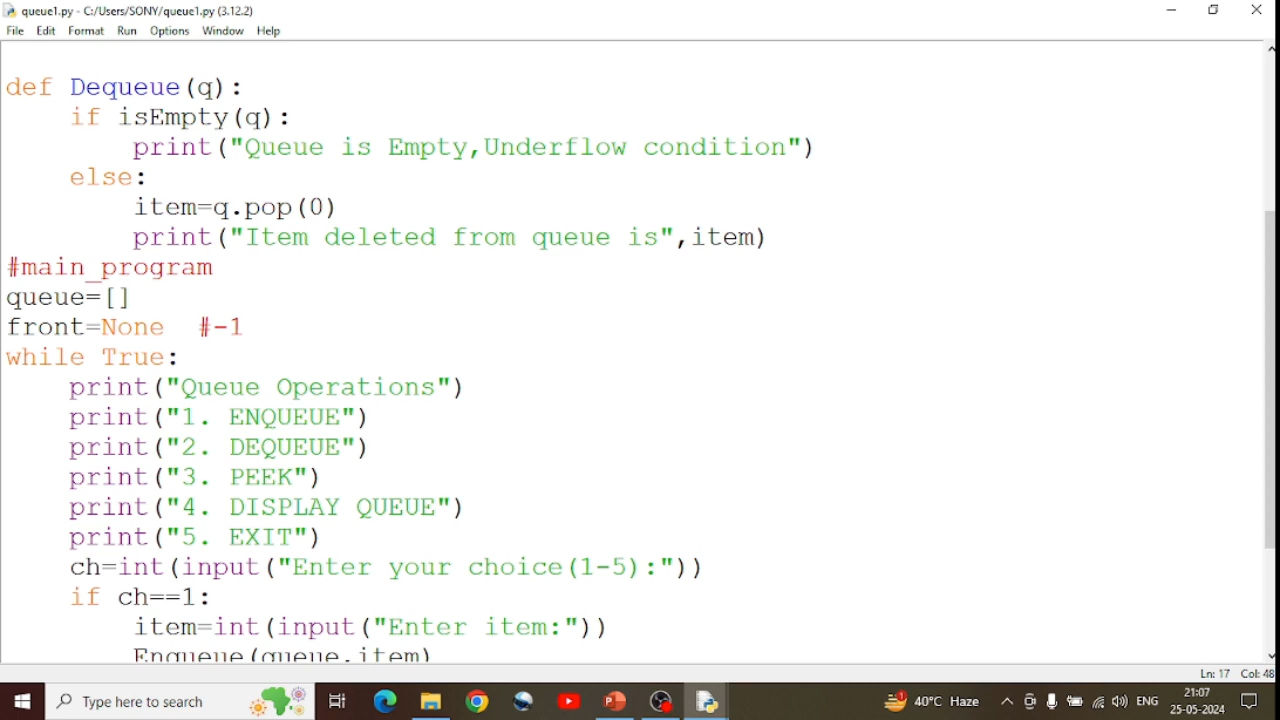 queue1.py - C:/Users/SONY/queue1.py (3.12.2)
File Edit Format Run Options Window Help
def Dequeue(q):
    if isEmpty(q):
        print("Queue is Empty,Underflow condition")
    else:
        item=q.pop(0)
        print("Item deleted from queue is",item)
#main_program
queue=[]
front=None  #-1
while True:
    print("Queue Operations")
    print("1. ENQUEUE")
    print("2. DEQUEUE")
    print("3. PEEK")
    print("4. DISPLAY QUEUE")
    print("5. EXIT")
    ch=int(input("Enter your choice(1-5):"))
    if ch==1:
        item=int(input("Enter item:"))
        Enqueue(queue,item)
Ln: 17 Col: 48
Type here to search
1
40°C Haze
ENG
21:07
25-05-2024